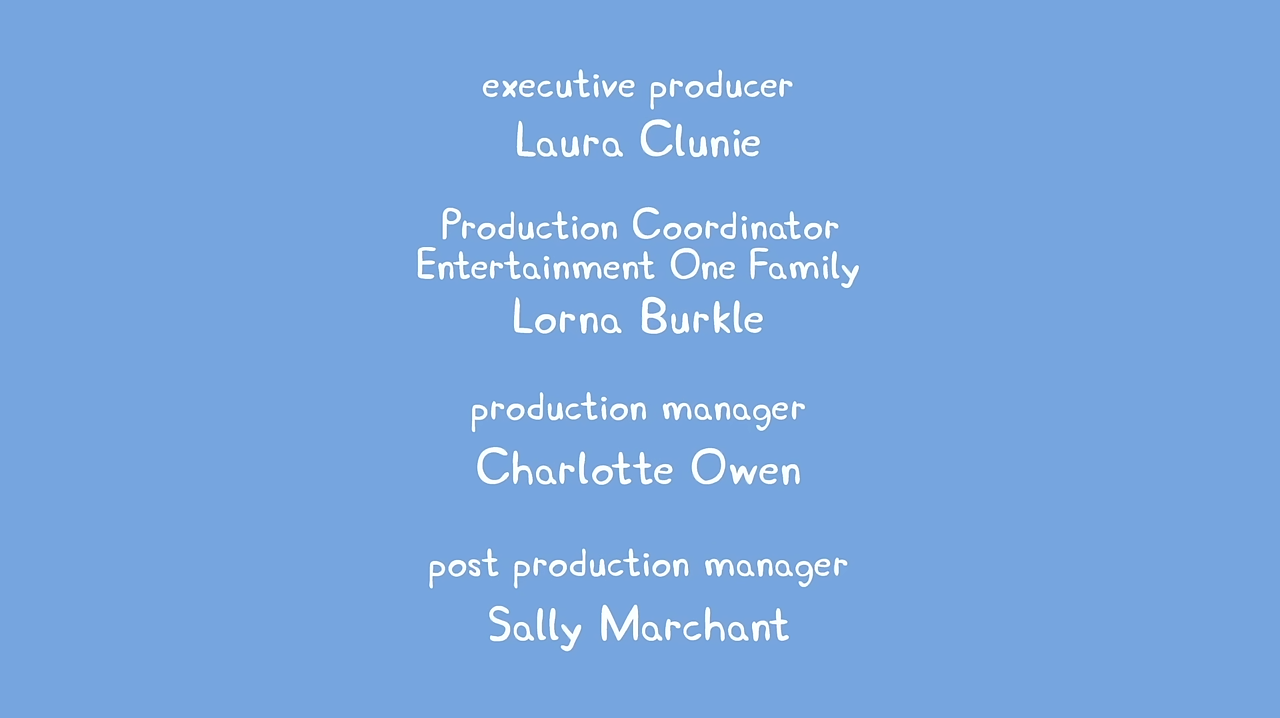 executive producer
Laura Clunie
Production Coordinator
Entertainment One Family
Lorna Burkle
production manager
Charlotte Owen
post production manager
Sally Marchant